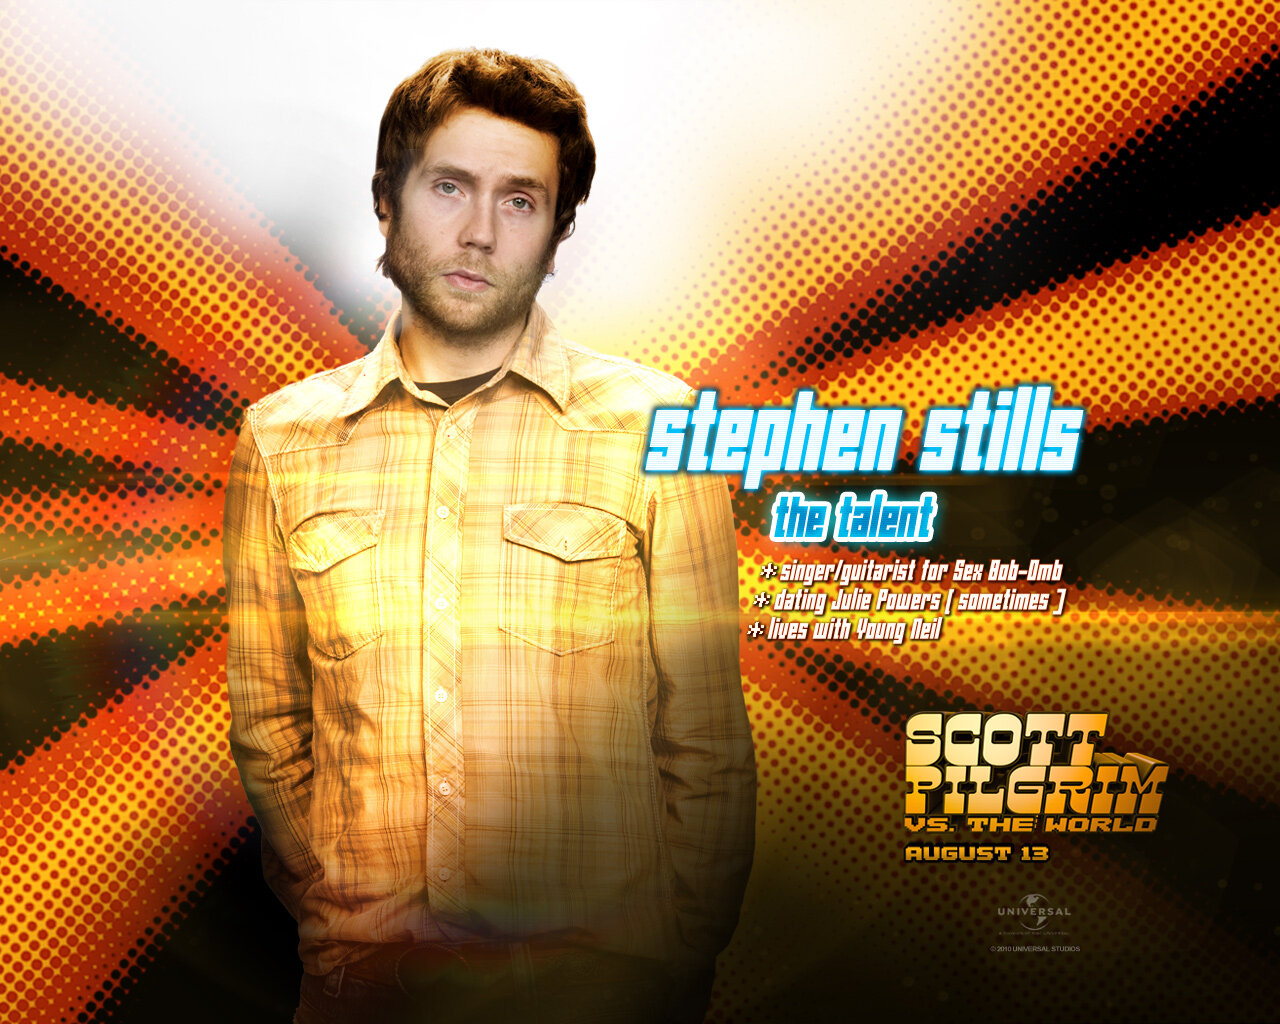 stephen stills
the talent
* singer/guitarist for Sex Bob-Omb
* dating Julie Powers [ sometimes ]
* lives with Young Neil
SCOTT
PILGRIM
VS. THE WORLD
AUGUST 13
UNIVERSAL
© 2010 UNIVERSAL STUDIOS